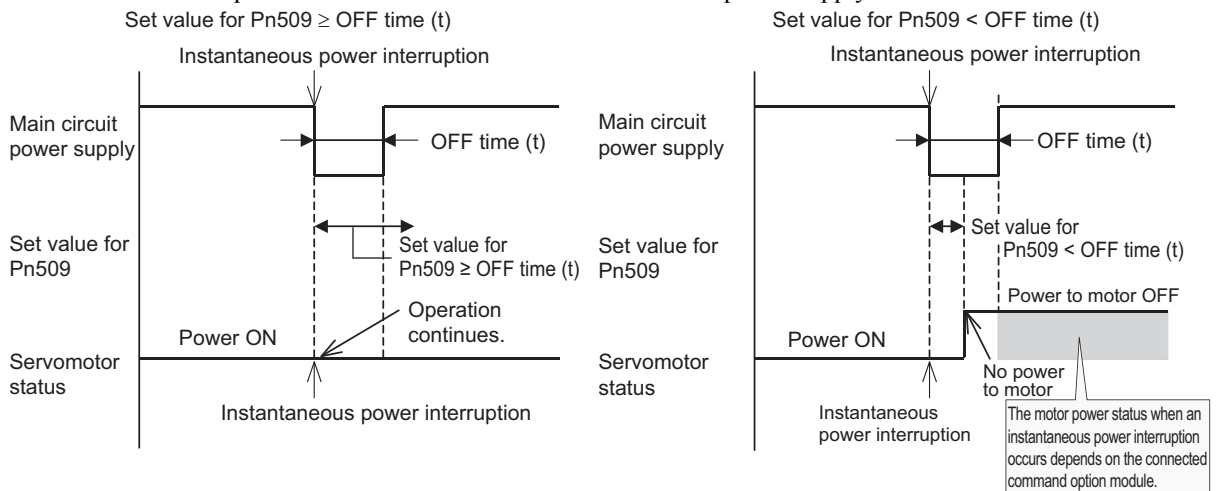 Set value for Pn509 ≥ OFF time (t)
Instantaneous power interruption
Main circuit
power supply
OFF time (t)
Set value for
Pn509
Set value for
Pn509 ≥ OFF time (t)
Operation
continues.
Power ON
Servomotor
status
Instantaneous power interruption
Set value for Pn509 < OFF time (t)
Instantaneous power interruption
Main circuit
power supply
OFF time (t)
Set value for
Pn509
Set value for
Pn509 < OFF time (t)
Power to motor OFF
Power ON
Servomotor
status
No power
to motor
Instantaneous
power interruption
The motor power status when an
instantaneous power interruption
occurs depends on the connected
command option module.